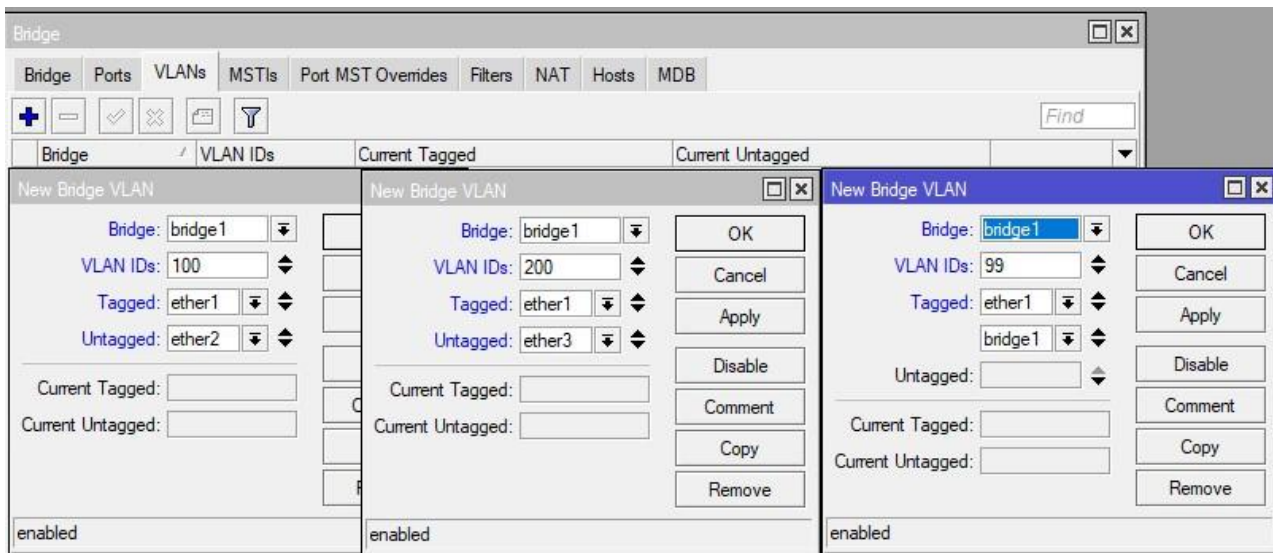 Bridge
Bridge Ports VLANs MSTIs Port MST Overrides Filters NAT Hosts MDB
Find
Bridge VLAN IDs Current Tagged Current Untagged
New Bridge VLAN
Bridge: bridge1
VLAN IDs: 100
Tagged: ether1
Untagged: ether2
Current Tagged:
Current Untagged:
enabled
New Bridge VLAN
Bridge: bridge1
VLAN IDs: 200
Tagged: ether1
Untagged: ether3
Current Tagged:
Current Untagged:
OK
Cancel
Apply
Disable
Comment
Copy
Remove
enabled
New Bridge VLAN
Bridge: bridge1
VLAN IDs: 99
Tagged: ether1
bridge1
Untagged:
Current Tagged:
Current Untagged:
OK
Cancel
Apply
Disable
Comment
Copy
Remove
enabled